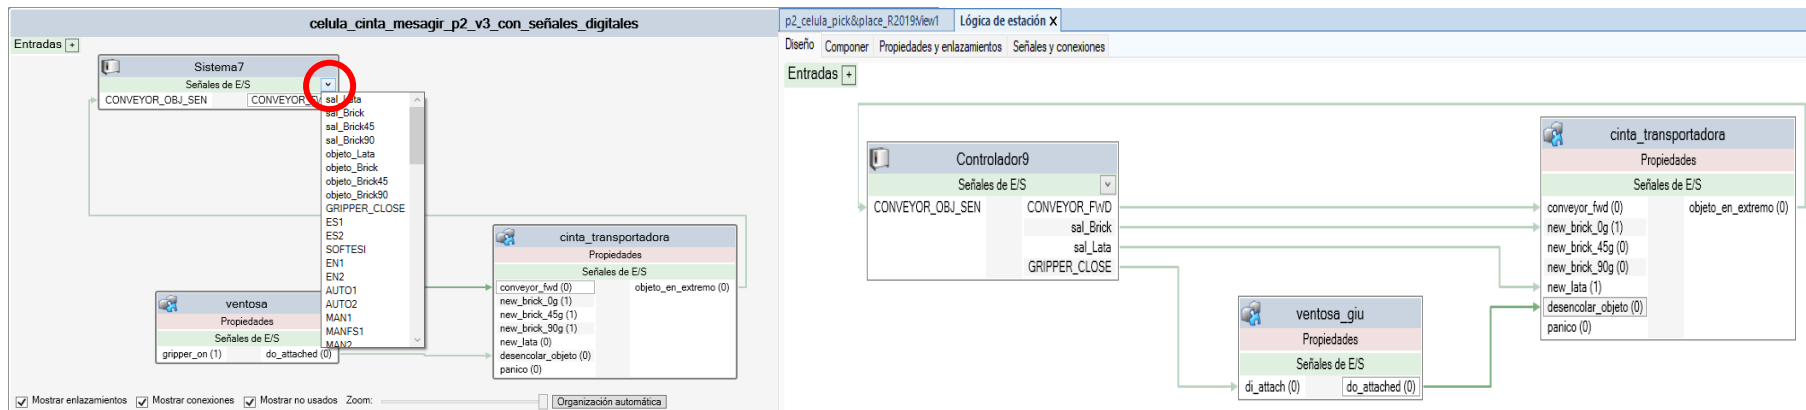 celula_cinta_mesagir_p2_v3_con_señales_digitales
Entradas +
Sistema7
Señales de E/S
CONVEYOR_OBJ_SEN
sal_Lata
sal_Brick
sal_Brick45
sal_Brick90
objeto_Lata
objeto_Brick
objeto_Brick45
objeto_Brick90
GRIPPER_CLOSE
ES1
ES2
SOFTESI
EN1
EN2
AUTO1
AUTO2
MAN1
MANFS1
MAN2
cinta_transportadora
Propiedades
Señales de E/S
conveyor_fwd (0) objeto_en_extremo (0)
new_brick_0g (1)
new_brick_45g (1)
new_brick_90g (1)
new_lata (0)
desencolar_objeto (0)
panico (0)
ventosa
Propiedades
Señales de E/S
gripper_on (1) do_attached (0)
Mostrar enlazamientos Mostrar conexiones Mostrar no usados Zoom: Organización automática
p2_celula_pick&place_R2019:View1 Lógica de estación X
Diseño Componer Propiedades y enlazamientos Señales y conexiones
Entradas +
Controlador9
Señales de E/S
CONVEYOR_OBJ_SEN CONVEYOR_FWD
sal_Brick
sal_Lata
GRIPPER_CLOSE
cinta_transportadora
Propiedades
Señales de E/S
conveyor_fwd (0) objeto_en_extremo (0)
new_brick_0g (1)
new_brick_45g (0)
new_brick_90g (0)
new_lata (1)
desencolar_objeto (0)
panico (0)
ventosa_giu
Propiedades
Señales de E/S
di_attach (0) do_attached (0)